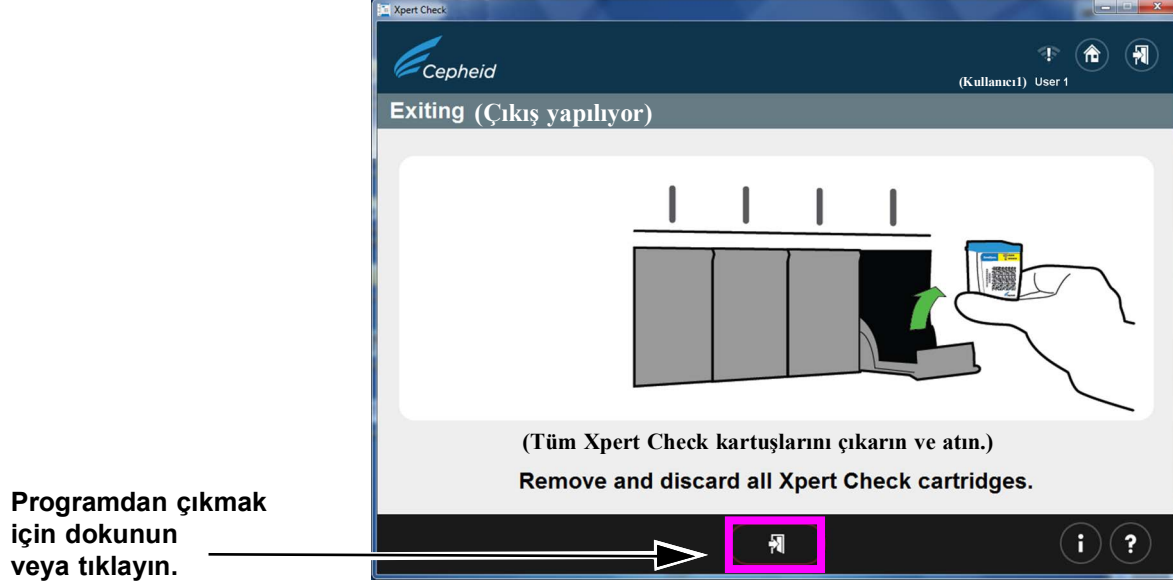 Xpert Check
Cepheid
(Kullanıcı1) User 1
Exiting (Çıkış yapılıyor)
(Tüm Xpert Check kartuşlarını çıkarın ve atın.)
Remove and discard all Xpert Check cartridges.
Programdan çıkmak
için dokunun
veya tıklayın.
i ?